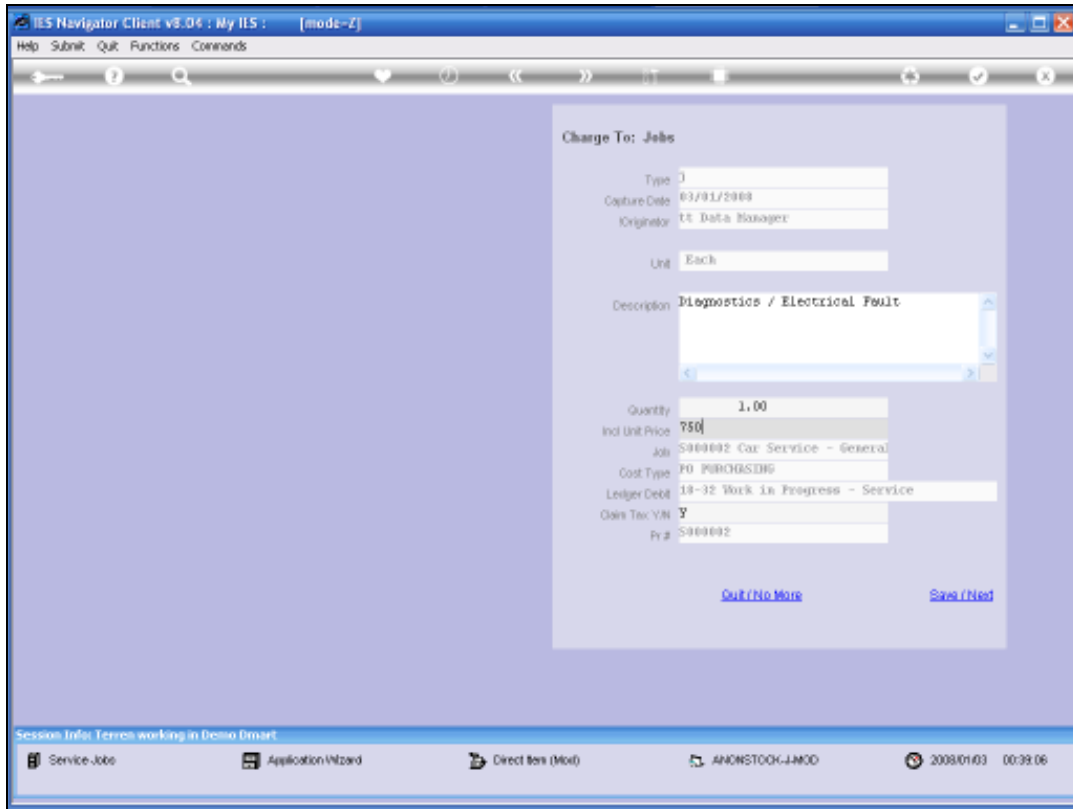 IES Navigator Client v8.04 : My IES : [mode=Z]
Help Submit Quit Functions Commands
Charge To: Jobs
Type J
Capture Date 03/01/2008
!Originator tt Data Manager
Unit Each
Description Diagnostics / Electrical Fault
Quantity 1.00
Incl Unit Price 750
Job S000002 Car Service - General
Cost Type PO PURCHASING
Ledger Debit 18-32 Work in Progress - Service
Claim Tax Y/N Y
Pr # S000002
Quit / No More Save / Next
Session Info: Terren working in Demo Dmart
Service Jobs Application Wizard Direct Item (Mod) ANONSTOCK-J-MOD 2008/01/03 00:39:06